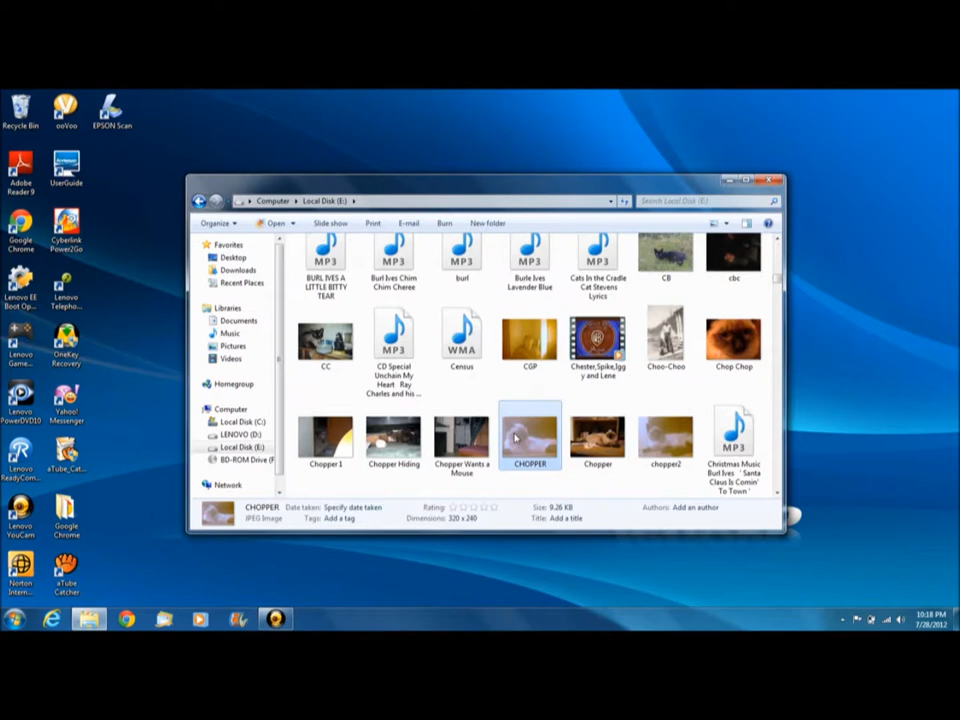 Recycle Bin
ooVoo
EPSON Scan
Adobe
Reader 9
UserGuide
Google
Chrome
Cyberlink
Power2Go
Lenovo EE
Boot Op...
Lenovo
Telepho...
Lenovo
Game...
OneKey
Recovery
Lenovo
PowerDVD10
Yahoo!
Messenger
Lenovo
ReadyCom...
aTube_Cat...
Lenovo
YouCam
Google
Chrome
Norton
Intern...
aTube
Catcher
Computer
Local Disk (E:)
Search Local Disk (E:)
Organize
Open
Slide show
Print
E-mail
Burn
New folder
Favorites
Desktop
Downloads
Recent Places
Libraries
Documents
Music
Pictures
Videos
Homegroup
Computer
Local Disk (C:)
LENOVO (D:)
Local Disk (E:)
BD-ROM Drive (F
Network
MP3
MP3
MP3
MP3
MP3
BURL IVES A
LITTLE BITTY
TEAR
Burl Ives Chim
Chim Cheree
burl
Burle Ives
Lavender Blue
Cats In the Cradle
Cat Stevens
Lyrics
CB
cbc
MP3
WMA
CC
CD Special
Unchain My
Heart Ray
Charles and his ...
Census
CGP
Chester,Spike,Igg
y and Lene
Choo-Choo
Chop Chop
MP3
Chopper 1
Chopper Hiding
Chopper Wants a
Mouse
CHOPPER
Chopper
chopper2
Christmas Music
Burl Ives ' Santa
Claus Is Comin'
To Town '
CHOPPER
Date taken: Specify date taken
Rating:
Size: 9.26 KB
Authors: Add an author
JPEG Image
Tags: Add a tag
Dimensions: 320 x 240
Title: Add a title
10:18 PM
7/28/2012